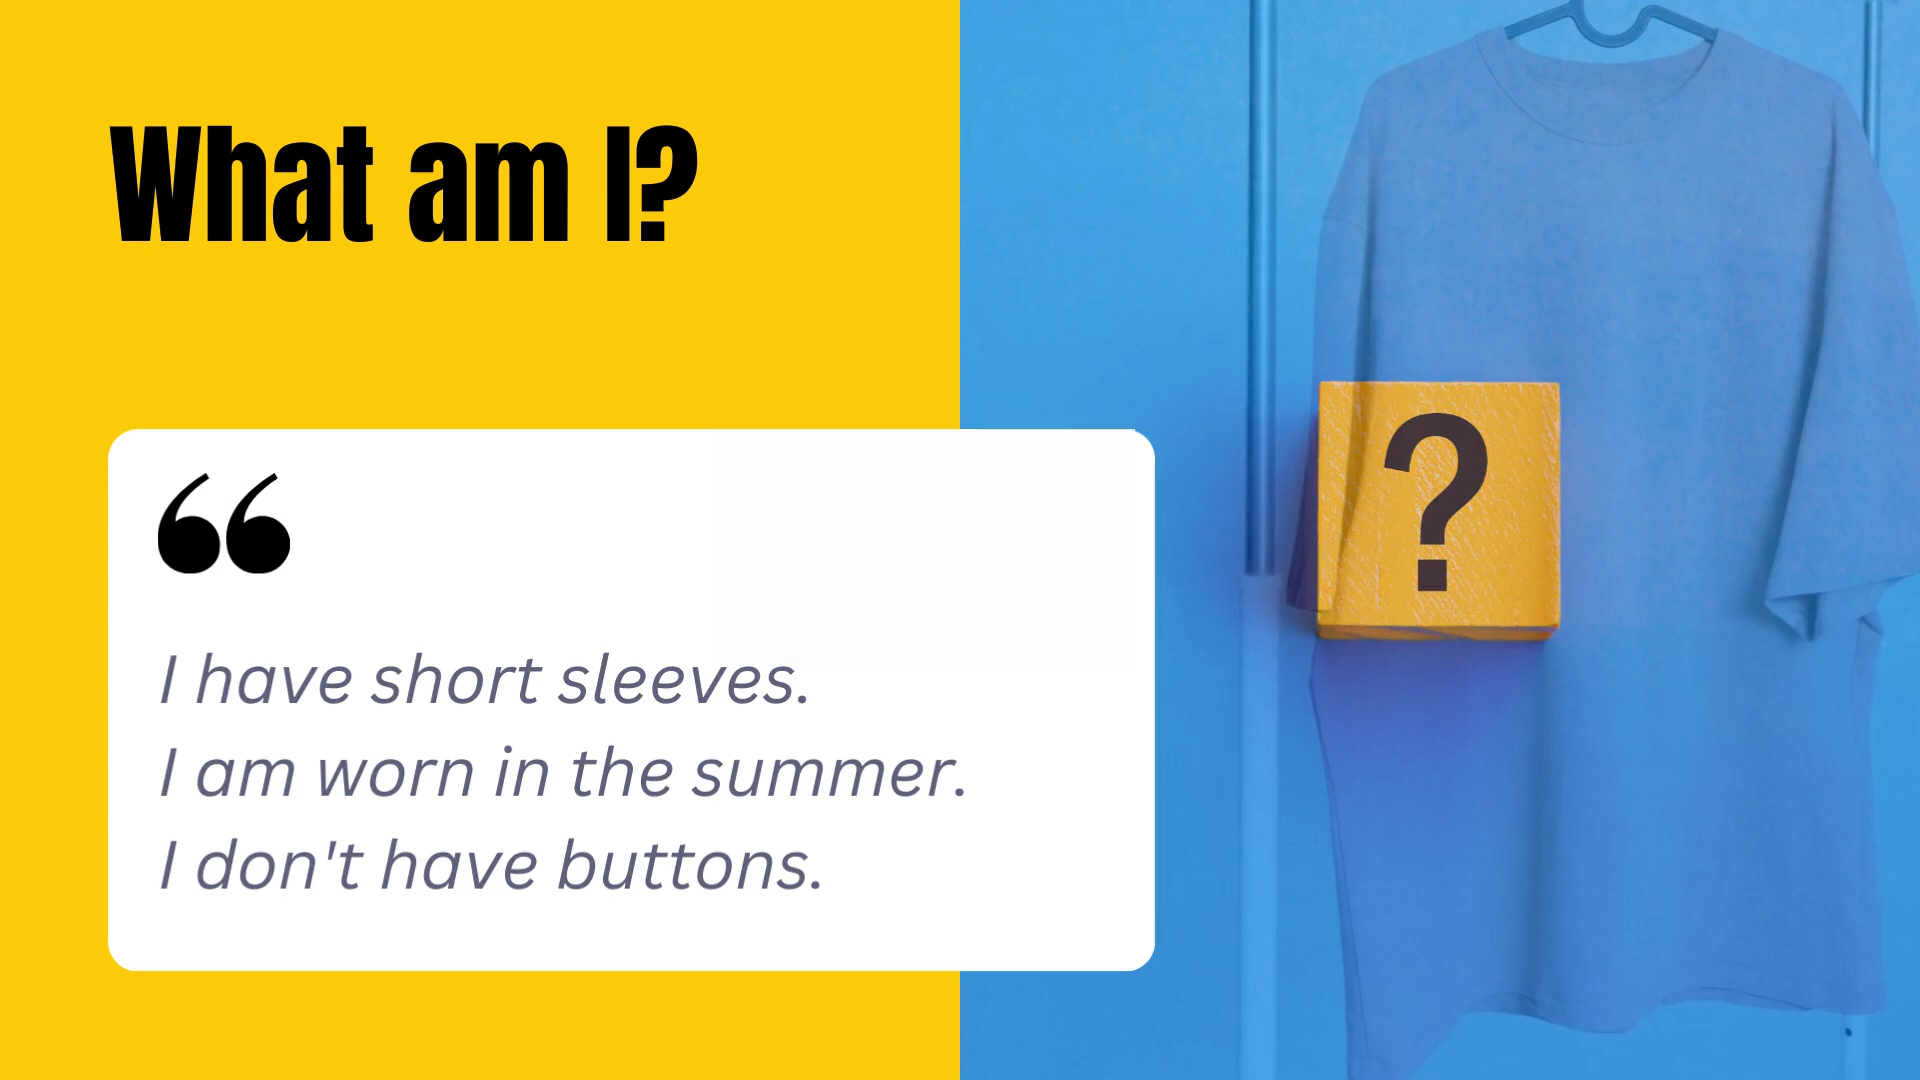 What am I?
“
I have short sleeves.
I am worn in the summer.
I don't have buttons.
?